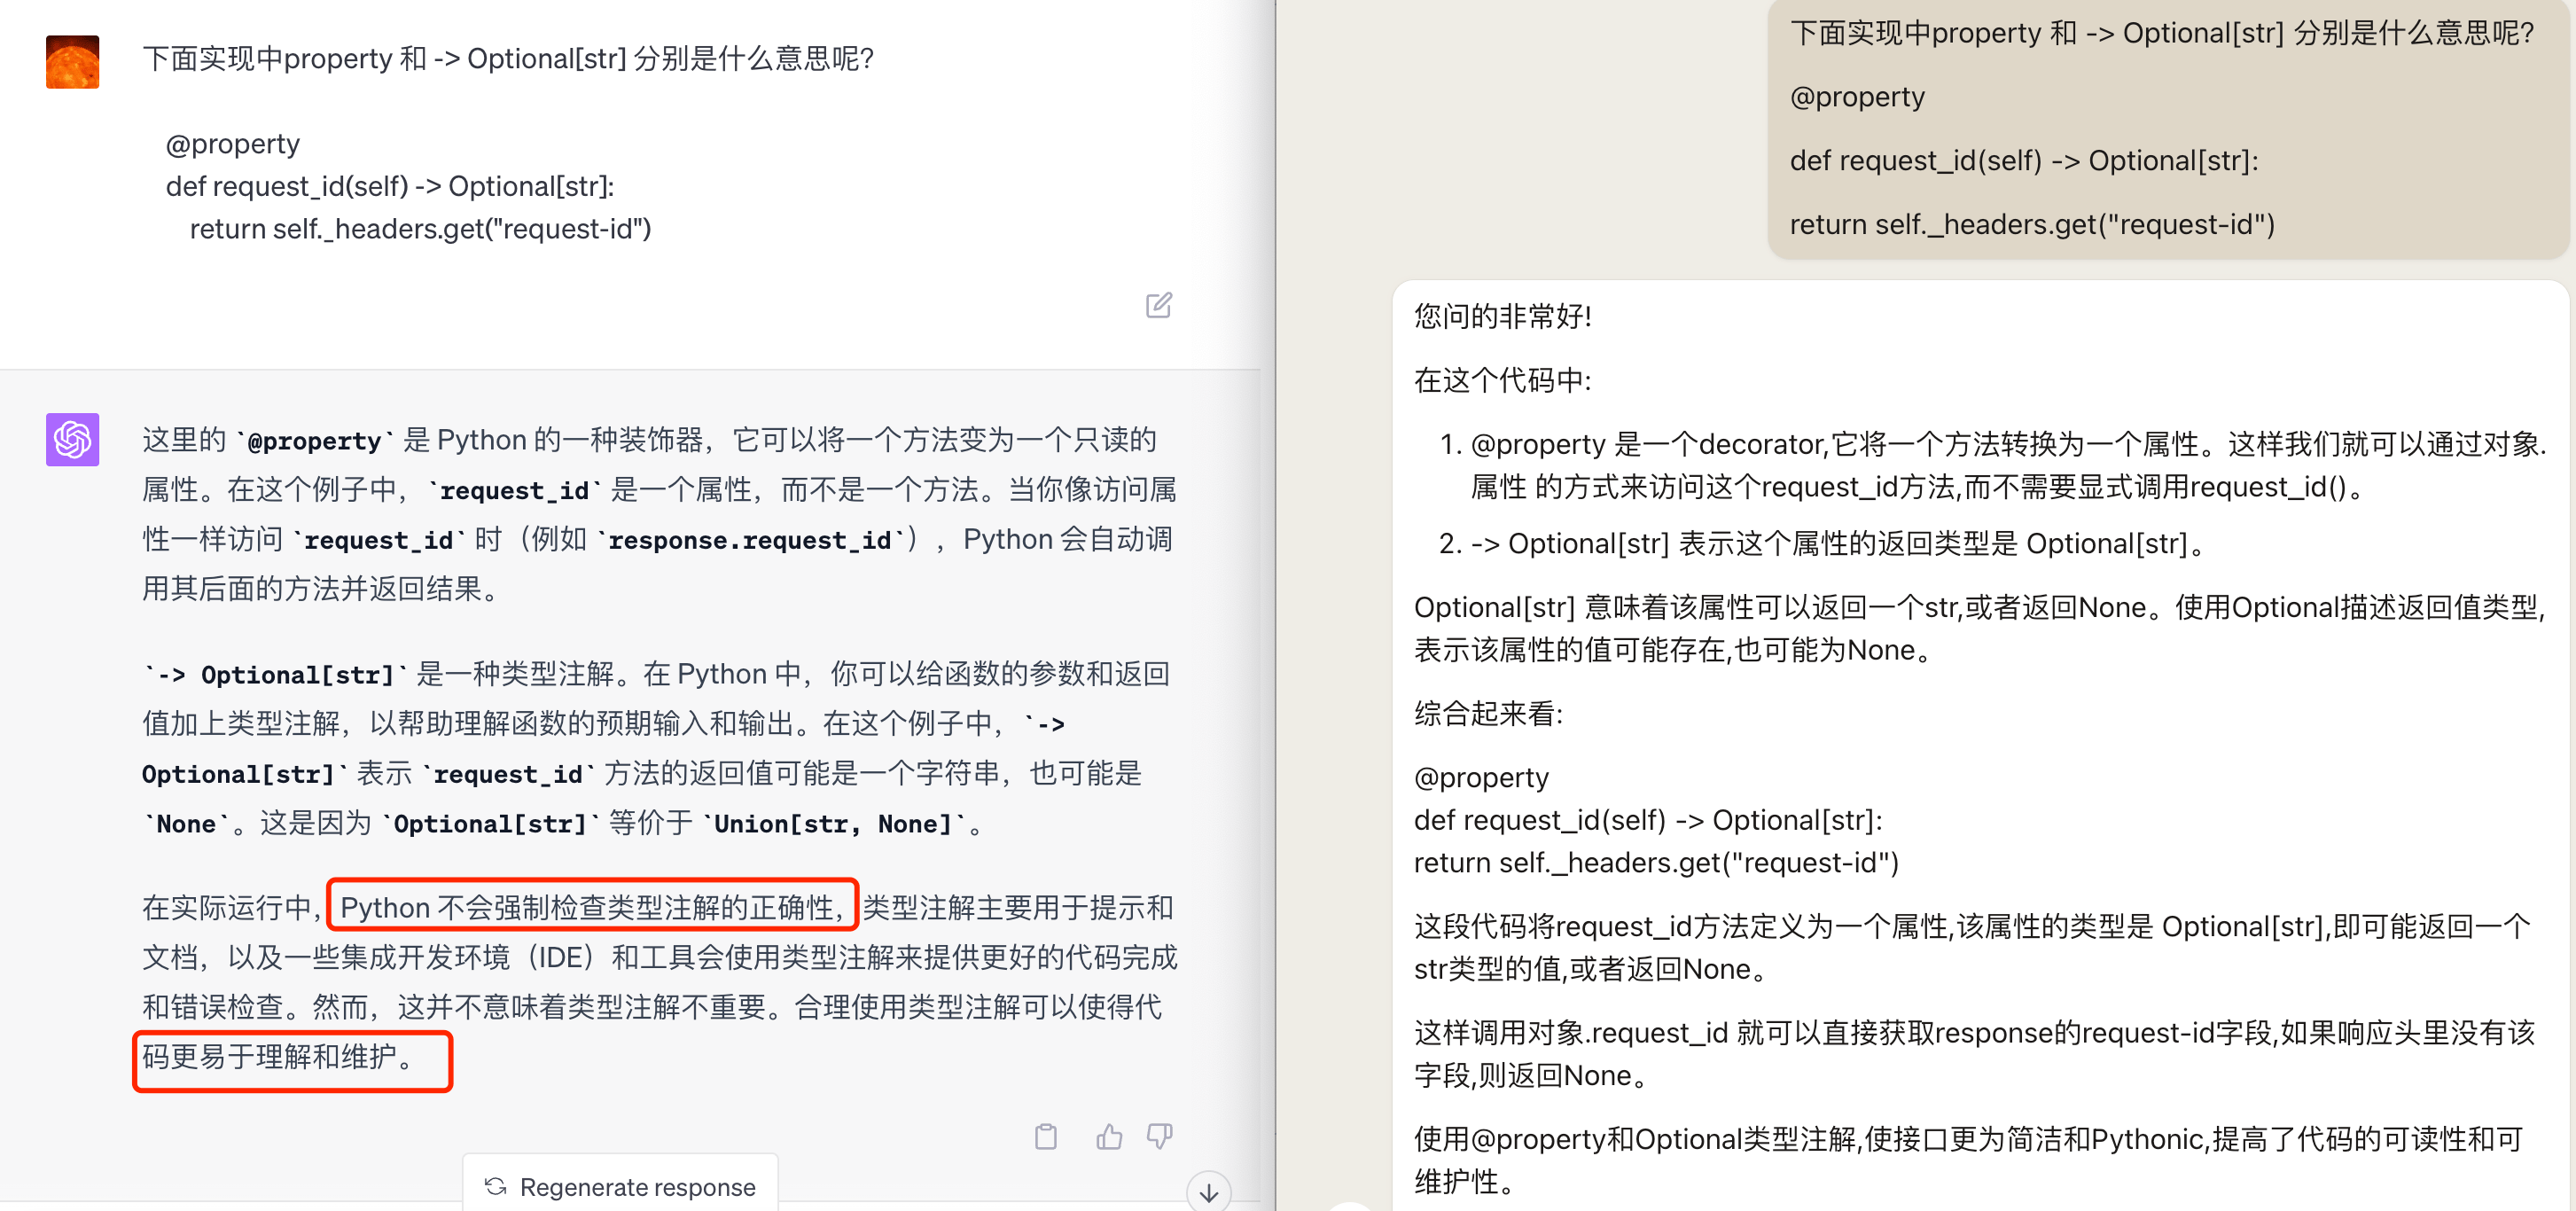 下面实现中property 和 -> Optional[str] 分别是什么意思呢?
@property
def request_id(self) -> Optional[str]:
return self._headers.get("request-id")
这里的 `@property` 是 Python 的一种装饰器，它可以将一个方法变为一个只读的
属性。在这个例子中，`request_id` 是一个属性，而不是一个方法。当你像访问属
性一样访问 `request_id` 时（例如 `response.request_id`），Python 会自动调
用其后面的方法并返回结果。
`-> Optional[str]` 是一种类型注解。在 Python 中，你可以给函数的参数和返回
值加上类型注解，以帮助理解函数的预期输入和输出。在这个例子中，`->
Optional[str]` 表示 `request_id` 方法的返回值可能是一个字符串，也可能是
`None`。这是因为 `Optional[str]` 等价于 `Union[str, None]`。
在实际运行中，Python 不会强制检查类型注解的正确性，类型注解主要用于提示和
文档，以及一些集成开发环境（IDE）和工具会使用类型注解来提供更好的代码完成
和错误检查。然而，这并不意味着类型注解不重要。合理使用类型注解可以使得代
码更易于理解和维护。
Regenerate response
下面实现中property 和 -> Optional[str] 分别是什么意思呢?
@property
def request_id(self) -> Optional[str]:
return self._headers.get("request-id")
您问的非常好!
在这个代码中:
1. @property 是一个decorator,它将一个方法转换为一个属性。这样我们就可以通过对象.
属性 的方式来访问这个request_id方法,而不需要显式调用request_id()。
2. -> Optional[str] 表示这个属性的返回类型是 Optional[str]。
Optional[str] 意味着该属性可以返回一个str,或者返回None。使用Optional描述返回值类型,
表示该属性的值可能存在,也可能为None。
综合起来看:
@property
def request_id(self) -> Optional[str]:
return self._headers.get("request-id")
这段代码将request_id方法定义为一个属性,该属性的类型是 Optional[str],即可能返回一个
str类型的值,或者返回None。
这样调用对象.request_id 就可以直接获取response的request-id字段,如果响应头里没有该
字段,则返回None。
使用@property和Optional类型注解,使接口更为简洁和Pythonic,提高了代码的可读性和可
维护性。